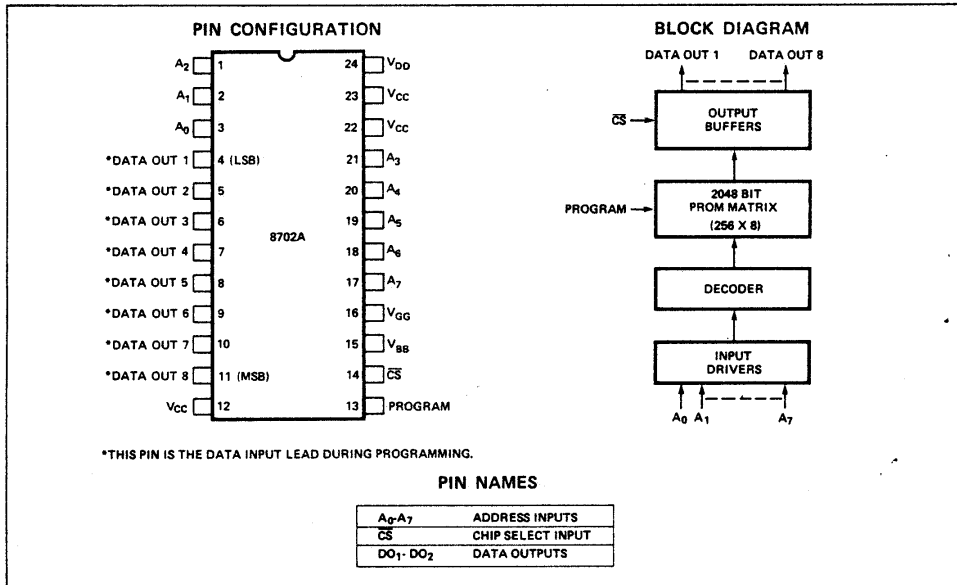 PIN CONFIGURATION
A2 1 24 VDD
A1 2 23 VCC
A0 3 22 VCC
*DATA OUT 1 4 (LSB) 21 A3
*DATA OUT 2 5 20 A4
*DATA OUT 3 6 19 A5
8702A
*DATA OUT 4 7 18 A6
*DATA OUT 5 8 17 A7
*DATA OUT 6 9 16 VGG
*DATA OUT 7 10 15 VBB
*DATA OUT 8 11 (MSB) 14 C̅S̅
VCC 12 13 PROGRAM
*THIS PIN IS THE DATA INPUT LEAD DURING PROGRAMMING.
BLOCK DIAGRAM
DATA OUT 1 DATA OUT 8
C̅S̅
OUTPUT
BUFFERS
PROGRAM
2048 BIT
PROM MATRIX
(256 X 8)
DECODER
INPUT
DRIVERS
A0 A1 A7
PIN NAMES
A0-A7 ADDRESS INPUTS
C̅S̅ CHIP SELECT INPUT
DO1- DO2 DATA OUTPUTS